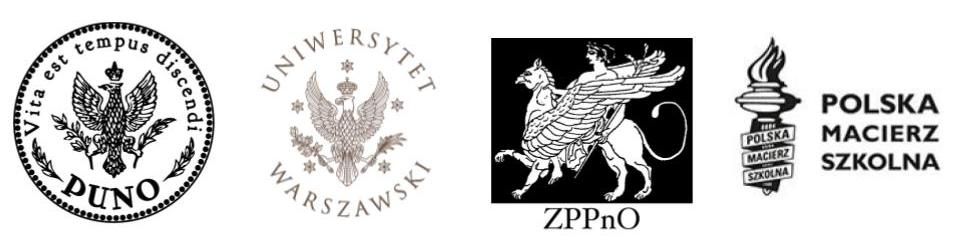 Vita est tempus discendi
PUNO
UNIWERSYTET
WARSZAWSKI
ZPPnO
POLSKA
MACIERZ
SZKOLNA
POLSKA
MACIERZ
SZKOLNA